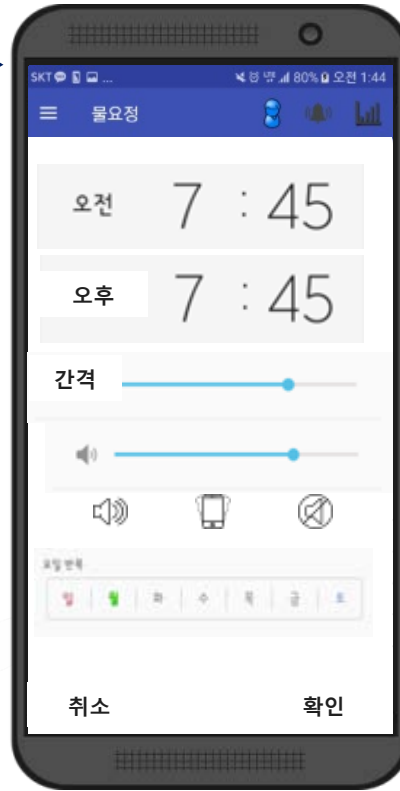 SKT ... 80% 오전 1:44
물요정
오전 7 : 45
오후 7 : 45
간격
요일 반복
일 월 화 수 목 금 토
취소 확인